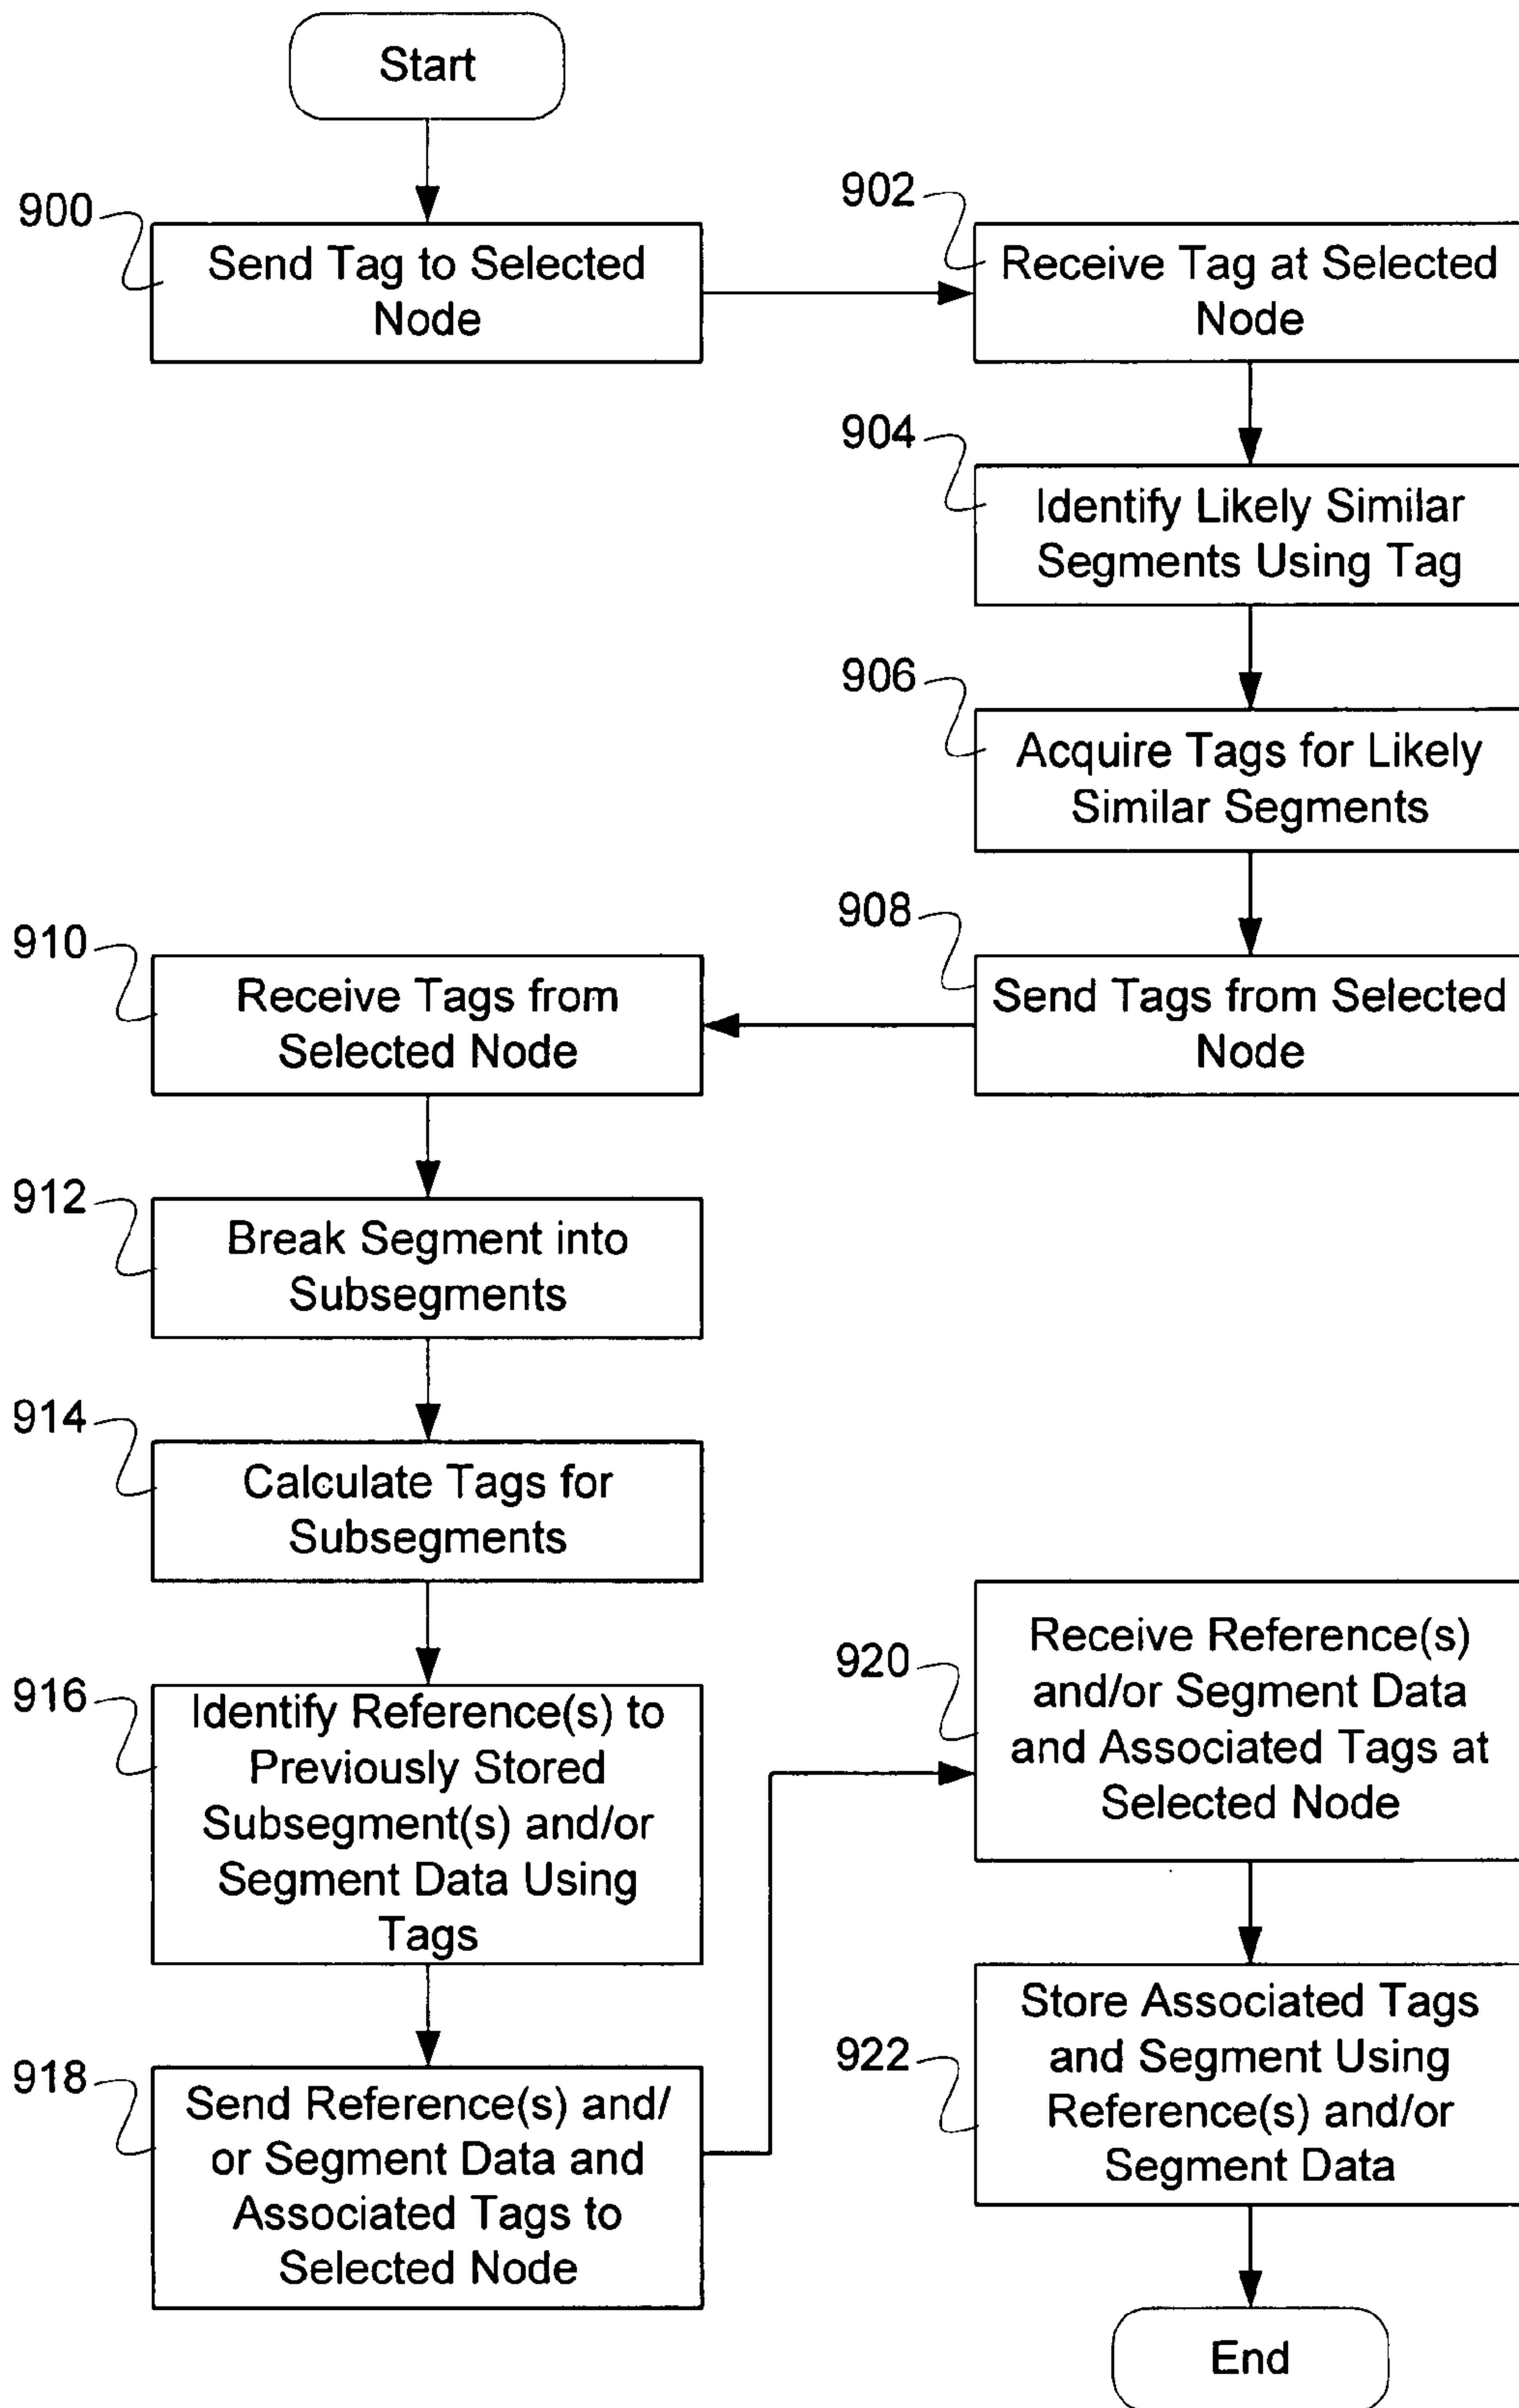 Start
900
Send Tag to Selected
Node
902
Receive Tag at Selected
Node
904
Identify Likely Similar
Segments Using Tag
906
Acquire Tags for Likely
Similar Segments
908
Send Tags from Selected
Node
910
Receive Tags from
Selected Node
912
Break Segment into
Subsegments
914
Calculate Tags for
Subsegments
916
Identify Reference(s) to
Previously Stored
Subsegment(s) and/or
Segment Data Using
Tags
918
Send Reference(s) and/
or Segment Data and
Associated Tags to
Selected Node
920
Receive Reference(s)
and/or Segment Data
and Associated Tags at
Selected Node
922
Store Associated Tags
and Segment Using
Reference(s) and/or
Segment Data
End